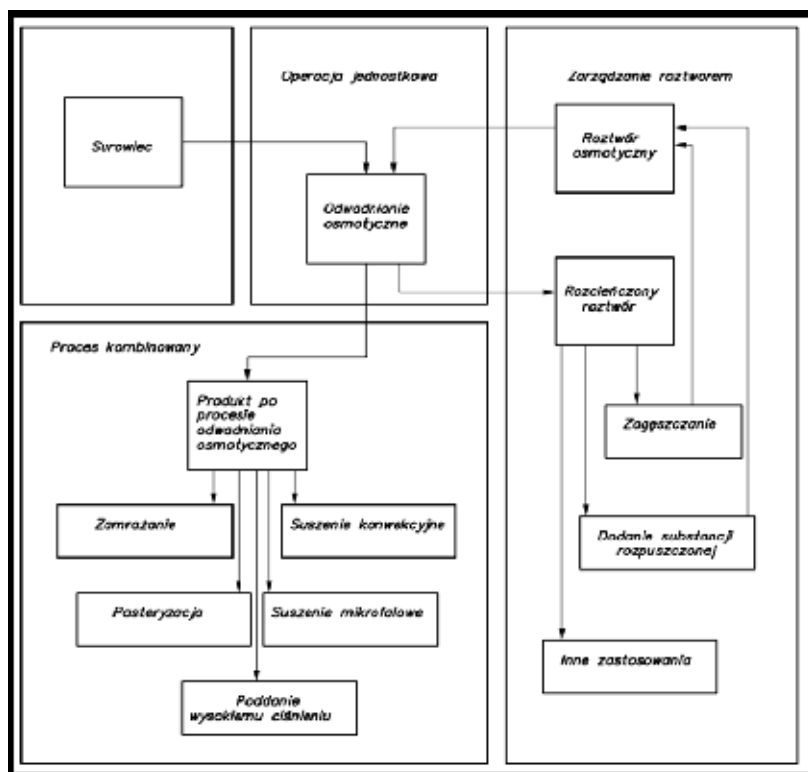 Operacja jednostkowa
Zarządzanie roztworem
Surowiec
Roztwór
osmotyczny
Odwadnianie
osmotyczne
Rozcieńczony
roztwór
Proces kombinowany
Produkt po
procesie
odwadniania
osmotycznego
Zagęszczanie
Zamrażanie
Suszenie konwekcyjne
Dodanie substancji
rozpuszczonej
Pasteryzacja
Suszenie mikrofalowe
Inne zastosowania
Poddanie
wysokiemu ciśnieniu